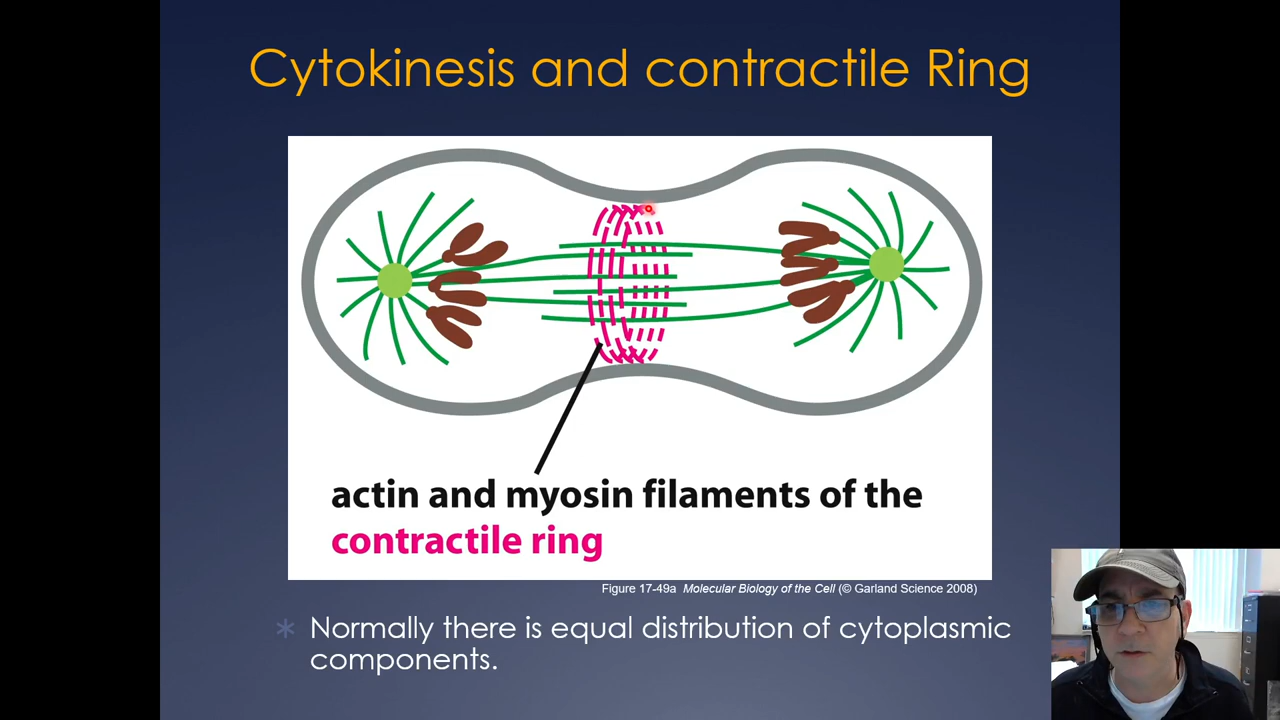 Cytokinesis and contractile Ring
actin and myosin filaments of the
contractile ring
Figure 17-49a Molecular Biology of the Cell (© Garland Science 2008)
Normally there is equal distribution of cytoplasmic
components.